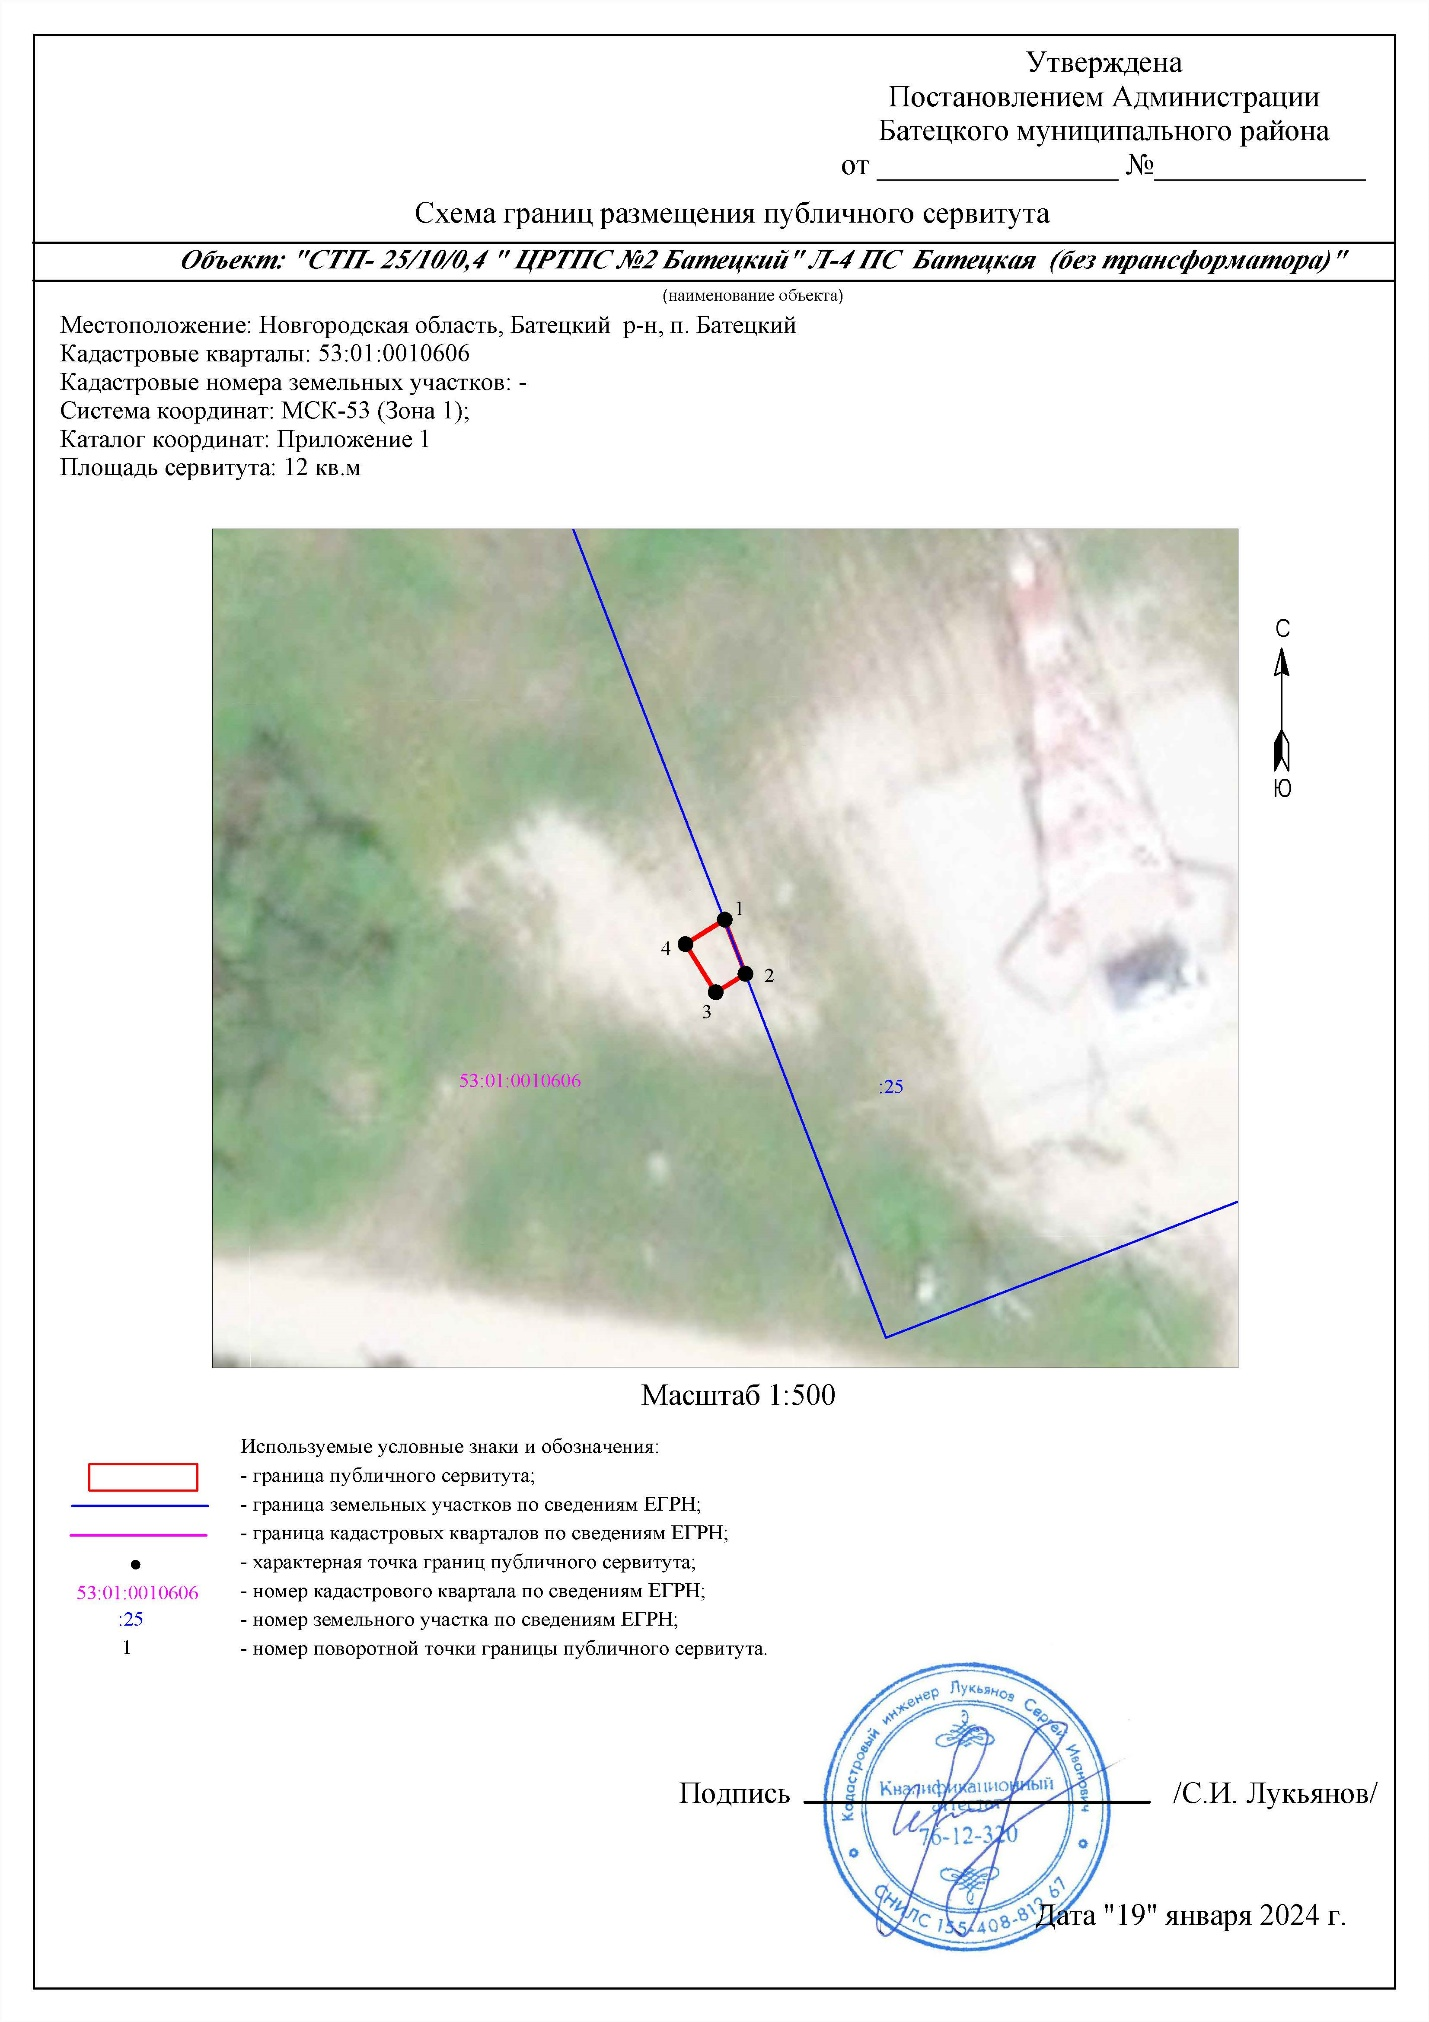 Утверждена
Постановлением Администрации
Батецкого муниципального района
от ________________ №______________
Схема границ размещения публичного сервитута
Объект: "СТП- 25/10/0,4 " ЦРТПС №2 Батецкий" Л-4 ПС Батецкая (без трансформатора)"
(наименование объекта)
Местоположение: Новгородская область, Батецкий р-н, п. Батецкий
Кадастровые кварталы: 53:01:0010606
Кадастровые номера земельных участков: -
Система координат: МСК-53 (Зона 1);
Каталог координат: Приложение 1
Площадь сервитута: 12 кв.м
С
Ю
1
4
2
3
53:01:0010606
:25
Масштаб 1:500
Используемые условные знаки и обозначения:
- граница публичного сервитута;
- граница земельных участков по сведениям ЕГРН;
- граница кадастровых кварталов по сведениям ЕГРН;
- характерная точка границ публичного сервитута;
53:01:0010606 - номер кадастрового квартала по сведениям ЕГРН;
:25 - номер земельного участка по сведениям ЕГРН;
1 - номер поворотной точки границы публичного сервитута.
Кадастровый инженер Лукьянов Сергей Иванович
Квалификационный
аттестат
76-12-320
СНИЛС 155-408-812 67
Подпись /С.И. Лукьянов/
Дата "19" января 2024 г.